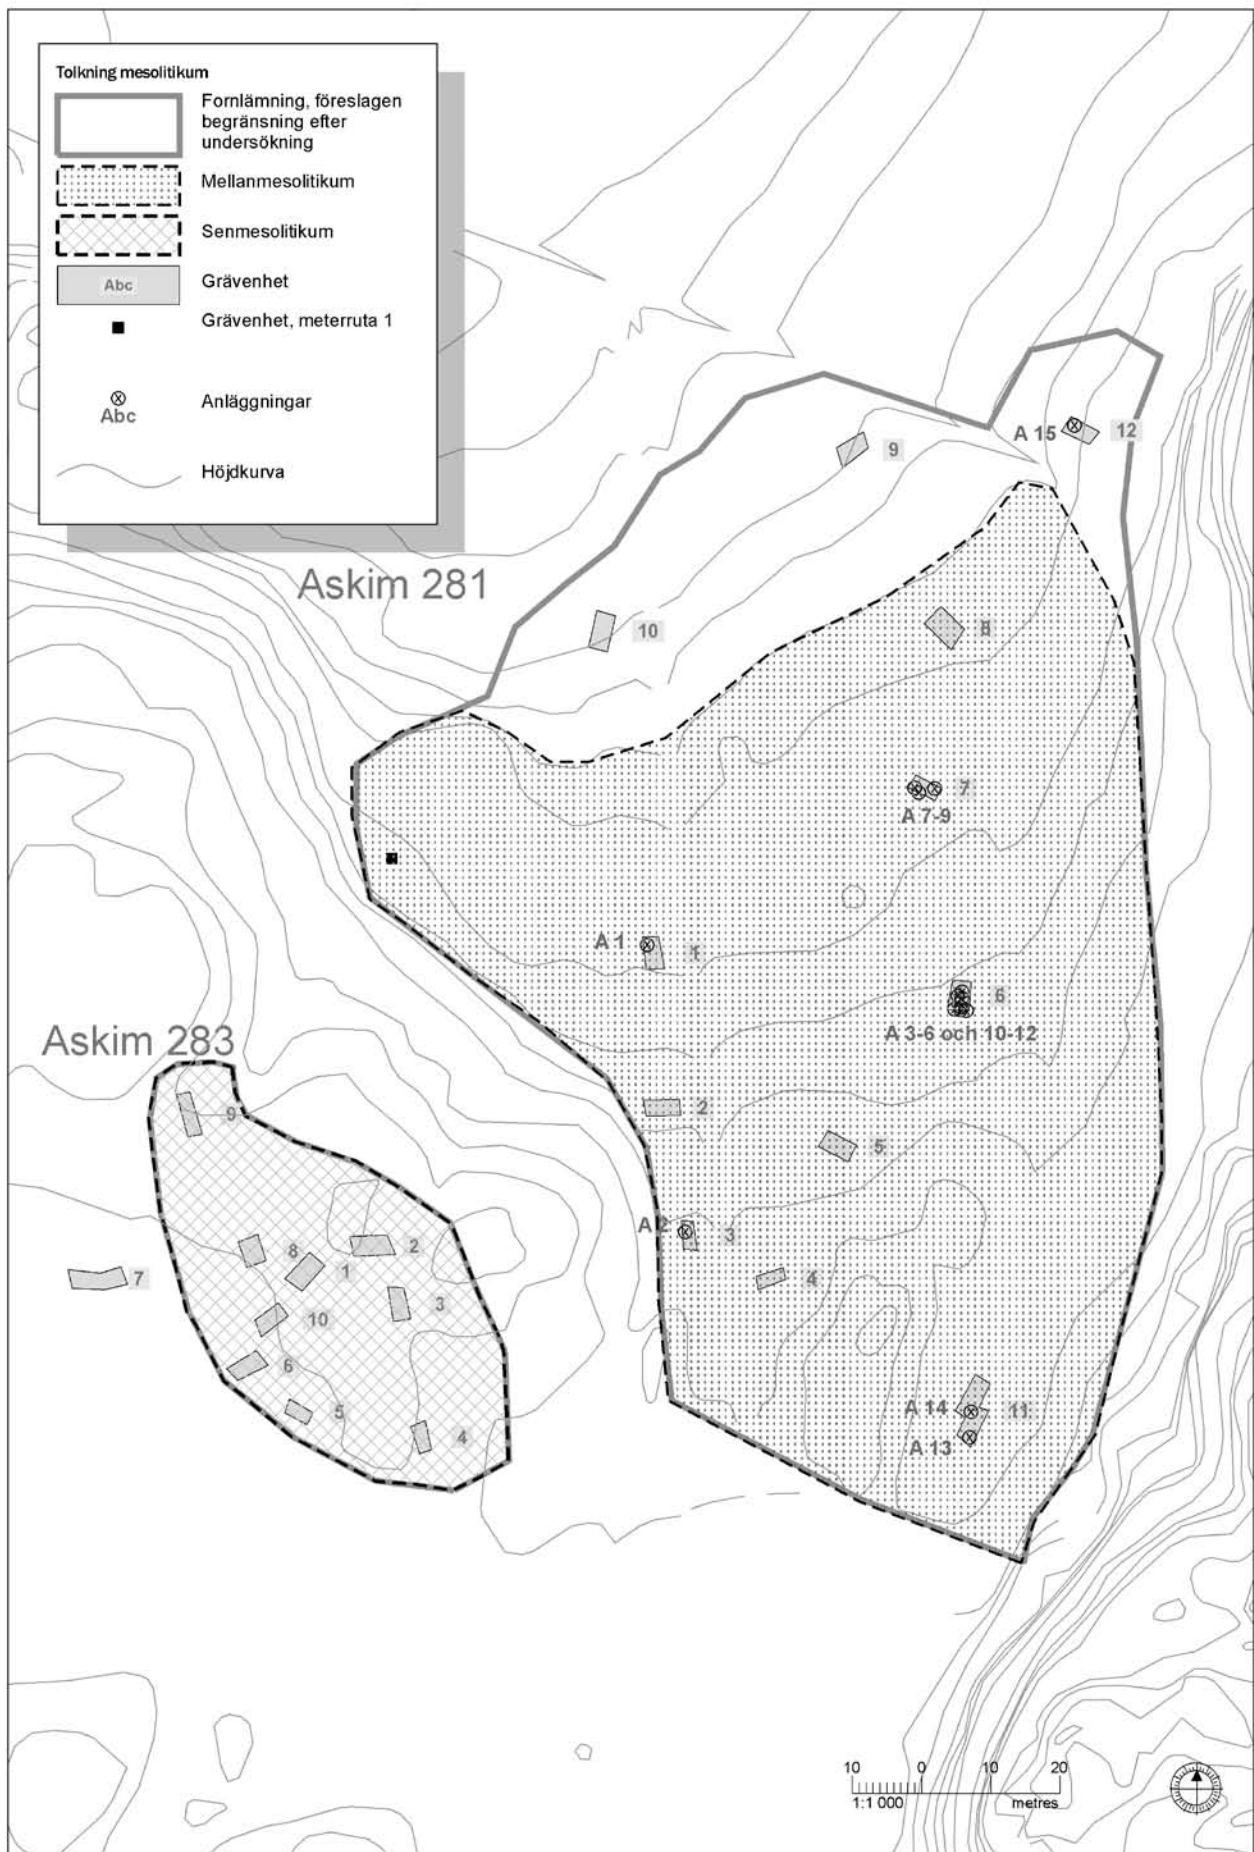 Tolkning mesolitikum
Fornlämning, föreslagen
begränsning efter
undersökning
Mellanmesolitikum
Senmesolitikum
Abc
Grävenhet
Grävenhet, meterruta 1
Abc
Anläggningar
Höjdkurva
A 15
12
9
Askim 281
10
8
7
A 7-9
A 1
1
6
A 3-6 och 10-12
Askim 283
9
2
5
A 2
3
4
8
2
1
7
3
10
6
5
4
A 14
11
A 13
10
0
10
20
1:1 000
metres